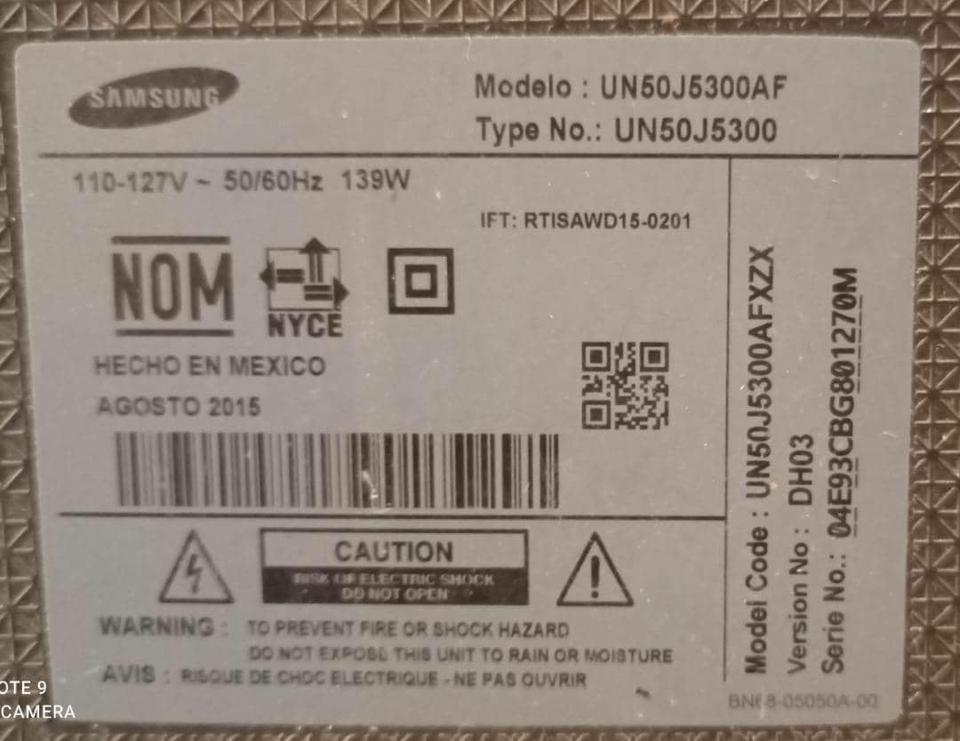 SAMSUNG
Modelo : UN50J5300AF
Type No.: UN50J5300
110-127V ~ 50/60Hz 139W
IFT: RTISAWD15-0201
NOM
NYCE
HECHO EN MEXICO
AGOSTO 2015
CAUTION
RISK OF ELECTRIC SHOCK
DO NOT OPEN
WARNING : TO PREVENT FIRE OR SHOCK HAZARD
DO NOT EXPOSE THIS UNIT TO RAIN OR MOISTURE
AVIS : RISQUE DE CHOC ELECTRIQUE - NE PAS OUVRIR
Model Code : UN50J5300AFXZX
Version No : DH03
Serie No.: 04E93CBG801270M
BN68-05050A-00
OTE 9
CAMERA